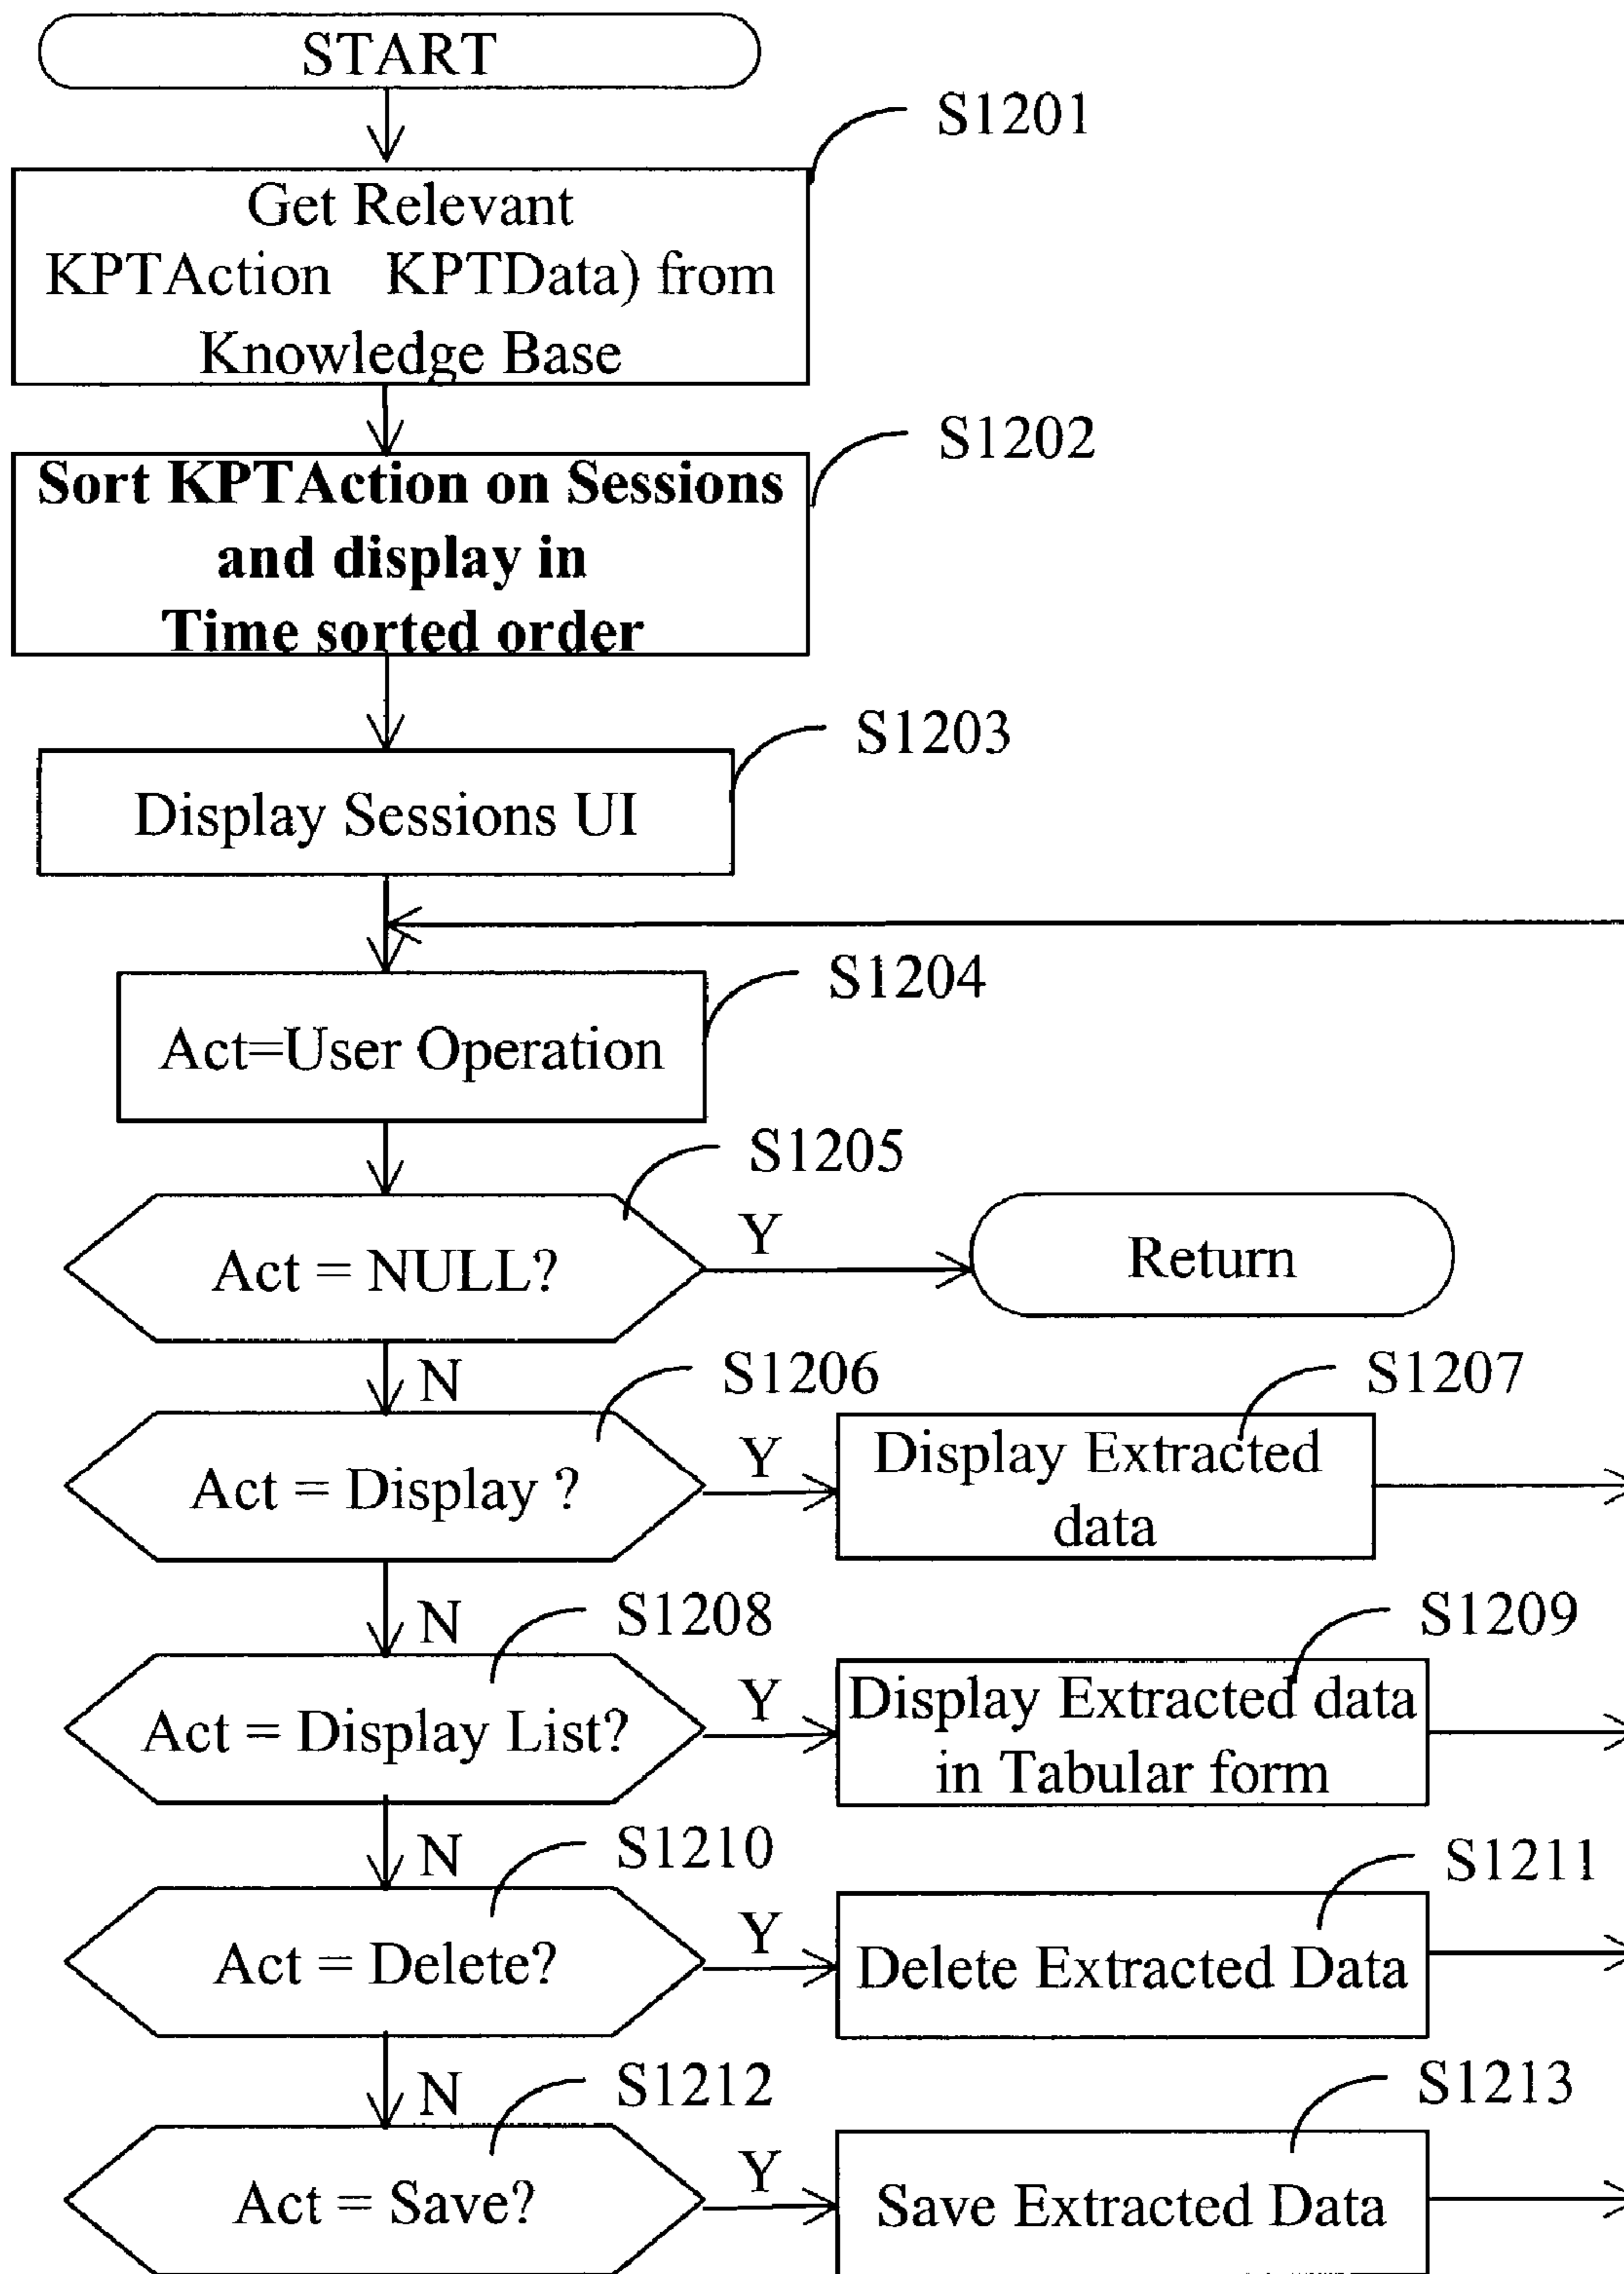 START
S1201
Get Relevant
KPTAction KPTData) from
Knowledge Base
S1202
Sort KPTAction on Sessions
and display in
Time sorted order
S1203
Display Sessions UI
S1204
Act=User Operation
S1205
Act = NULL?
Y
Return
N
S1206
S1207
Act = Display ?
Y
Display Extracted
data
N
S1208
S1209
Act = Display List?
Y
Display Extracted data
in Tabular form
N
S1210
S1211
Act = Delete?
Y
Delete Extracted Data
N
S1212
S1213
Act = Save?
Y
Save Extracted Data